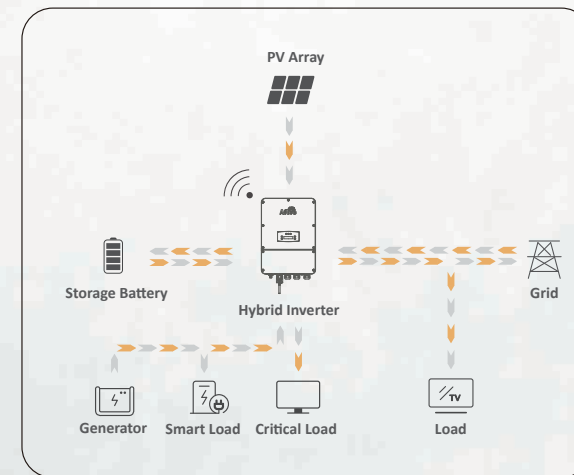 PV Array
Storage Battery
Hybrid Inverter
Grid
Generator
Smart Load
Critical Load
TV
Load